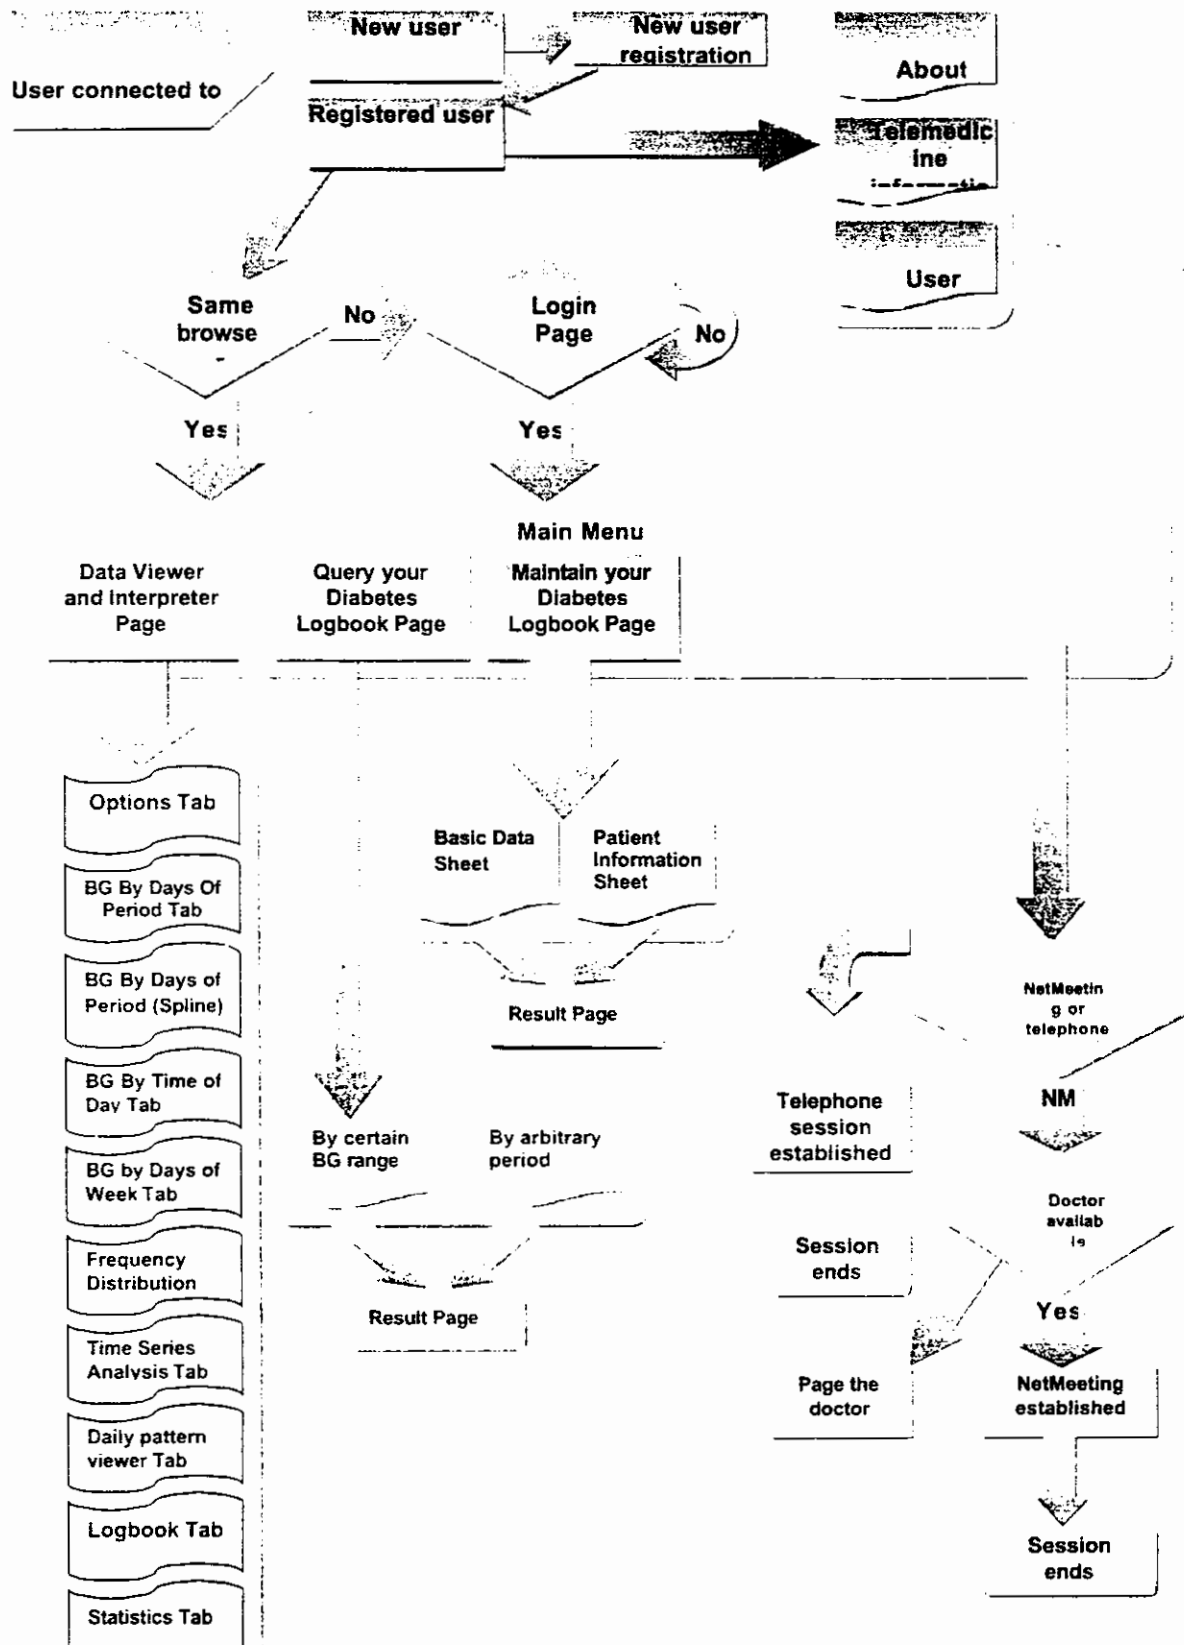 New user
New user
registration
About
User connected to
Registered user
Telemedic
ine
User
Same
browse
No
Login
Page
No
Yes
Yes
Main Menu
Data Viewer
and Interpreter
Page
Query your
Diabetes
Logbook Page
Maintain your
Diabetes
Logbook Page
Options Tab
BG By Days Of
Period Tab
BG By Days of
Period (Spline)
BG By Time of
Day Tab
BG by Days of
Week Tab
Frequency
Distribution
Time Series
Analysis Tab
Daily pattern
viewer Tab
Logbook Tab
Statistics Tab
Basic Data
Sheet
Patient
Information
Sheet
Result Page
By certain
BG range
By arbitrary
period
Result Page
NetMeetin
g or
telephone
NM
Telephone
session
established
Doctor
availab
le
Session
ends
Yes
Page the
doctor
NetMeeting
established
Session
ends